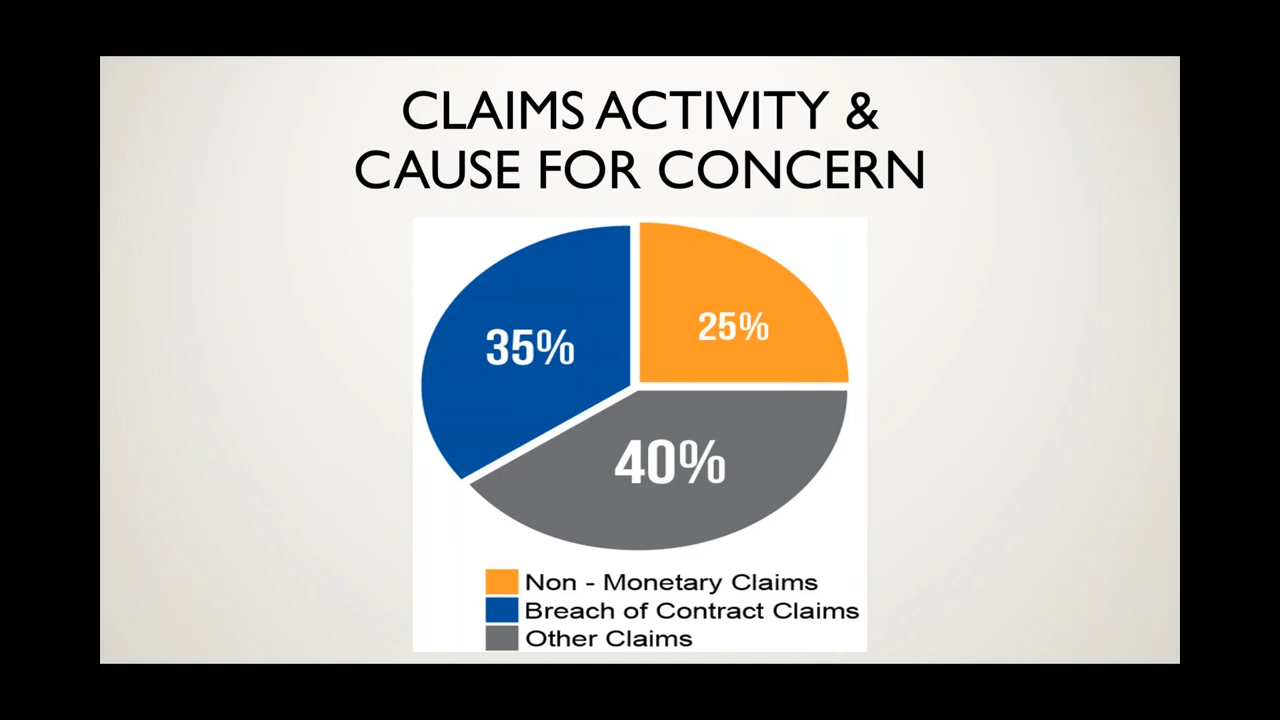 CLAIMS ACTIVITY &
CAUSE FOR CONCERN
35%
25%
40%
Non - Monetary Claims
Breach of Contract Claims
Other Claims